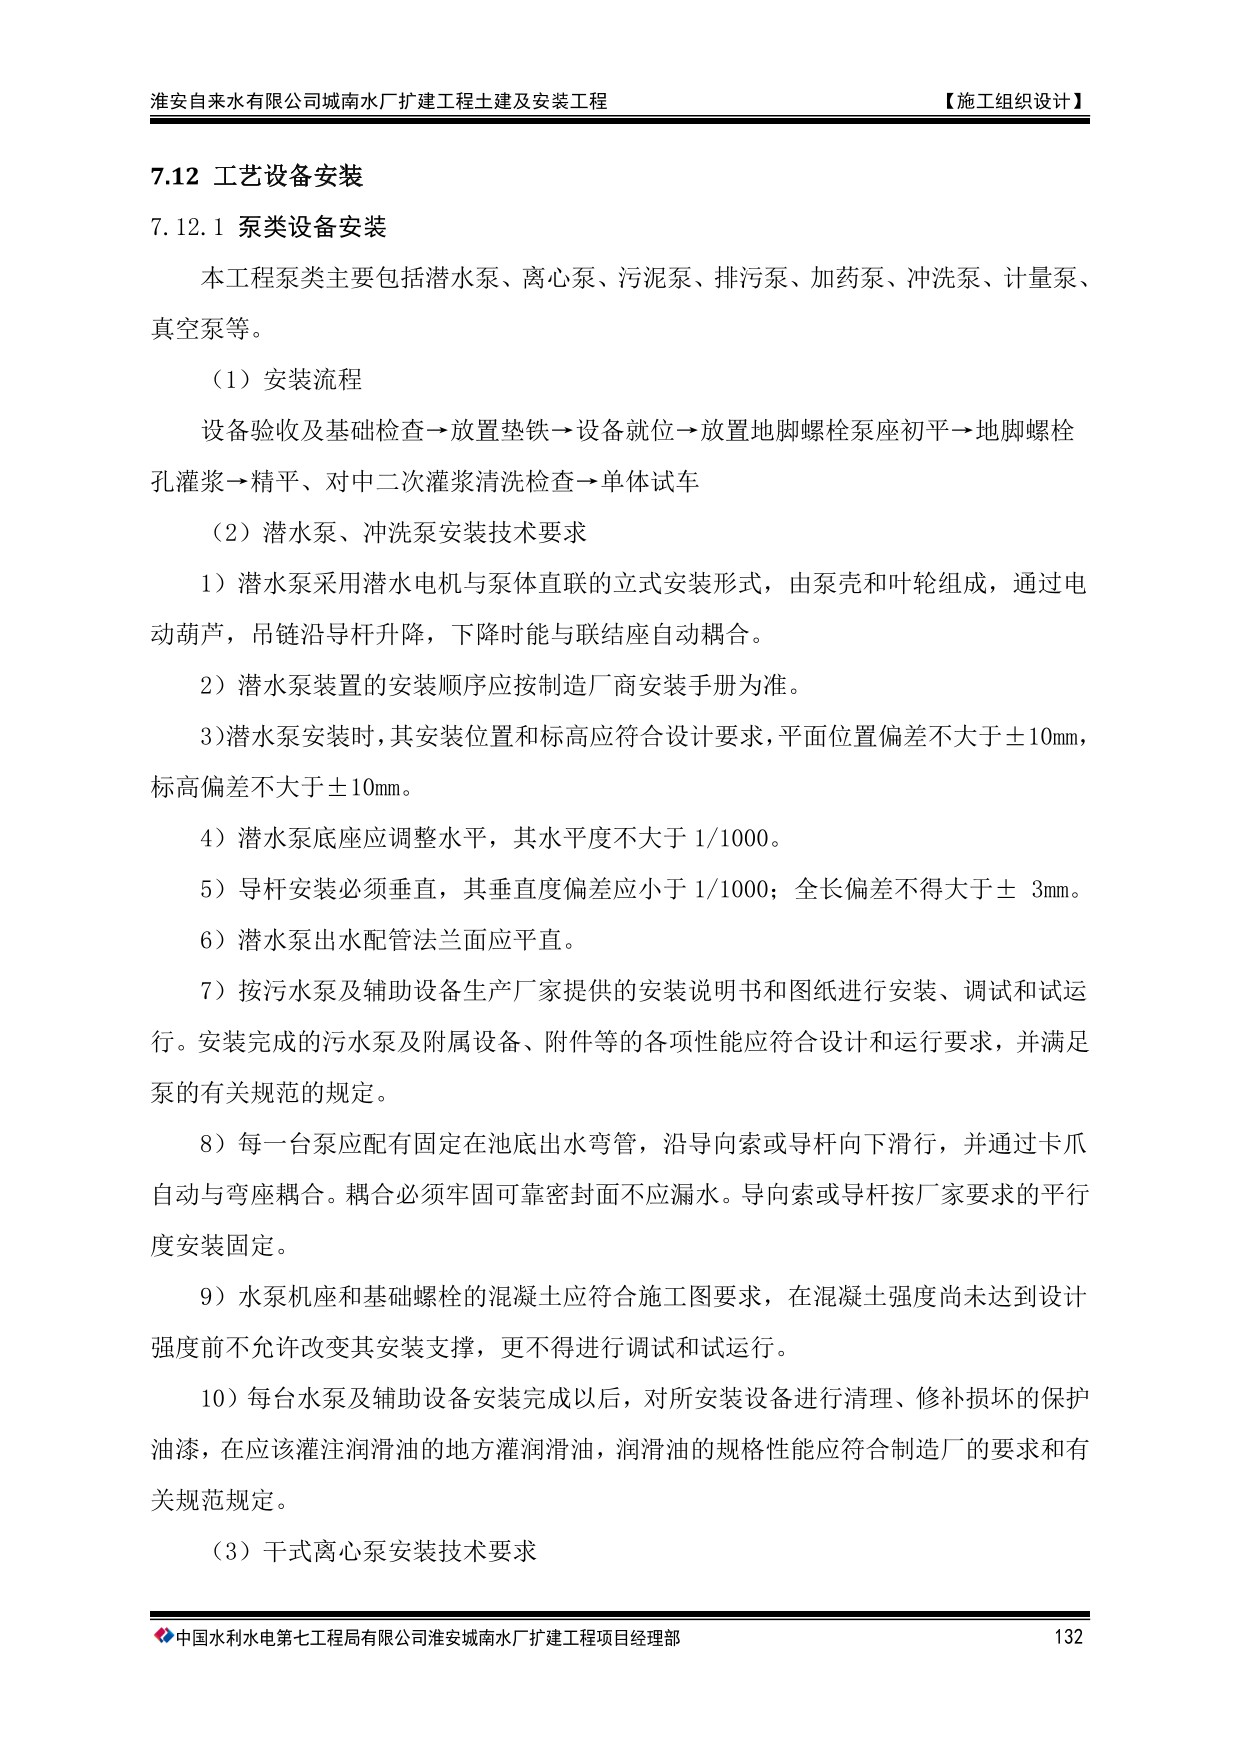 淮安自来水有限公司城南水厂扩建工程土建及安装工程 【施工组织设计】
7.12 工艺设备安装
7.12.1 泵类设备安装
本工程泵类主要包括潜水泵、离心泵、污泥泵、排污泵、加药泵、冲洗泵、计量泵、
真空泵等。
（1）安装流程
设备验收及基础检查→放置垫铁→设备就位→放置地脚螺栓泵座初平→地脚螺栓
孔灌浆→精平、对中二次灌浆清洗检查→单体试车
（2）潜水泵、冲洗泵安装技术要求
1）潜水泵采用潜水电机与泵体直联的立式安装形式，由泵壳和叶轮组成，通过电
动葫芦，吊链沿导杆升降，下降时能与联结座自动耦合。
2）潜水泵装置的安装顺序应按制造厂商安装手册为准。
3)潜水泵安装时,其安装位置和标高应符合设计要求,平面位置偏差不大于±10mm，
标高偏差不大于±10mm。
4）潜水泵底座应调整水平，其水平度不大于 1/1000。
5）导杆安装必须垂直，其垂直度偏差应小于 1/1000；全长偏差不得大于± 3mm。
6）潜水泵出水配管法兰面应平直。
7）按污水泵及辅助设备生产厂家提供的安装说明书和图纸进行安装、调试和试运
行。安装完成的污水泵及附属设备、附件等的各项性能应符合设计和运行要求，并满足
泵的有关规范的规定。
8）每一台泵应配有固定在池底出水弯管，沿导向索或导杆向下滑行，并通过卡爪
自动与弯座耦合。耦合必须牢固可靠密封面不应漏水。导向索或导杆按厂家要求的平行
度安装固定。
9）水泵机座和基础螺栓的混凝土应符合施工图要求，在混凝土强度尚未达到设计
强度前不允许改变其安装支撑，更不得进行调试和试运行。
10）每台水泵及辅助设备安装完成以后，对所安装设备进行清理、修补损坏的保护
油漆，在应该灌注润滑油的地方灌润滑油，润滑油的规格性能应符合制造厂的要求和有
关规范规定。
（3）干式离心泵安装技术要求
中国水利水电第七工程局有限公司淮安城南水厂扩建工程项目经理部 132